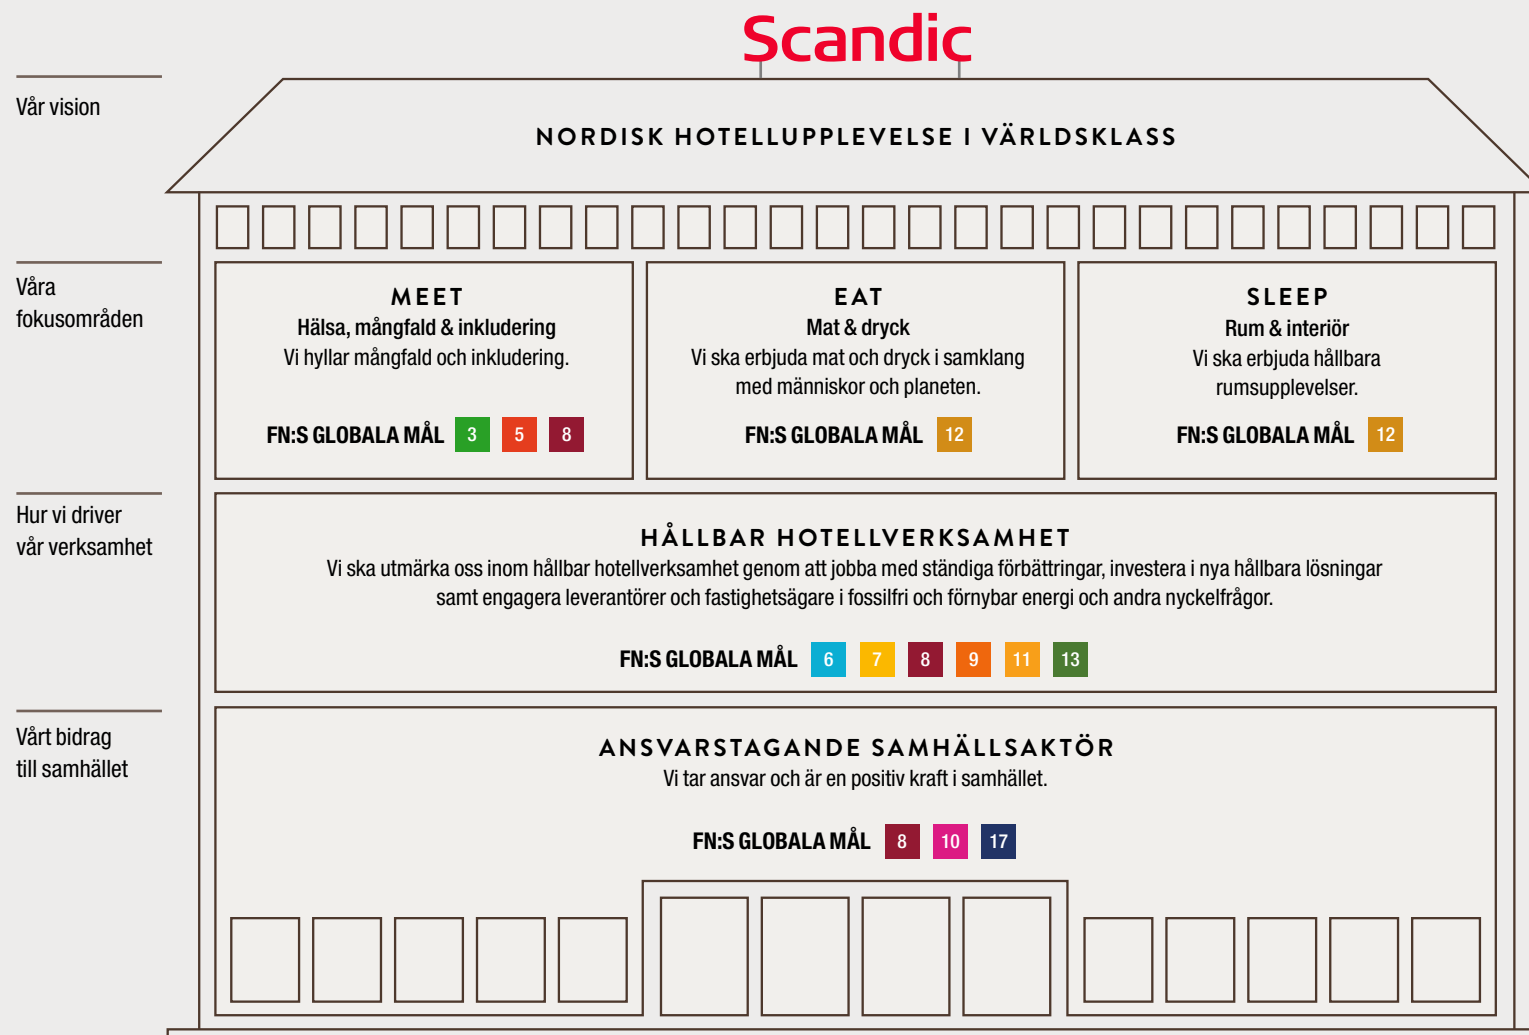 Scandic
Vår vision
NORDISK HOTELLUPPLEVELSE I VÄRLDSKLASS
Våra
fokusområden
MEET
Hälsa, mångfald & inkludering
Vi hyllar mångfald och inkludering.
FN:S GLOBALA MÅL 3 5 8
EAT
Mat & dryck
Vi ska erbjuda mat och dryck i samklang
med människor och planeten.
FN:S GLOBALA MÅL 12
SLEEP
Rum & interiör
Vi ska erbjuda hållbara
rumsupplevelser.
FN:S GLOBALA MÅL 12
Hur vi driver
vår verksamhet
HÅLLBAR HOTELLVERKSAMHET
Vi ska utmärka oss inom hållbar hotellverksamhet genom att jobba med ständiga förbättringar, investera i nya hållbara lösningar
samt engagera leverantörer och fastighetsägare i fossilfri och förnybar energi och andra nyckelfrågor.
FN:S GLOBALA MÅL 6 7 8 9 11 13
Vårt bidrag
till samhället
ANSVARSTAGANDE SAMHÄLLSAKTÖR
Vi tar ansvar och är en positiv kraft i samhället.
FN:S GLOBALA MÅL 8 10 17